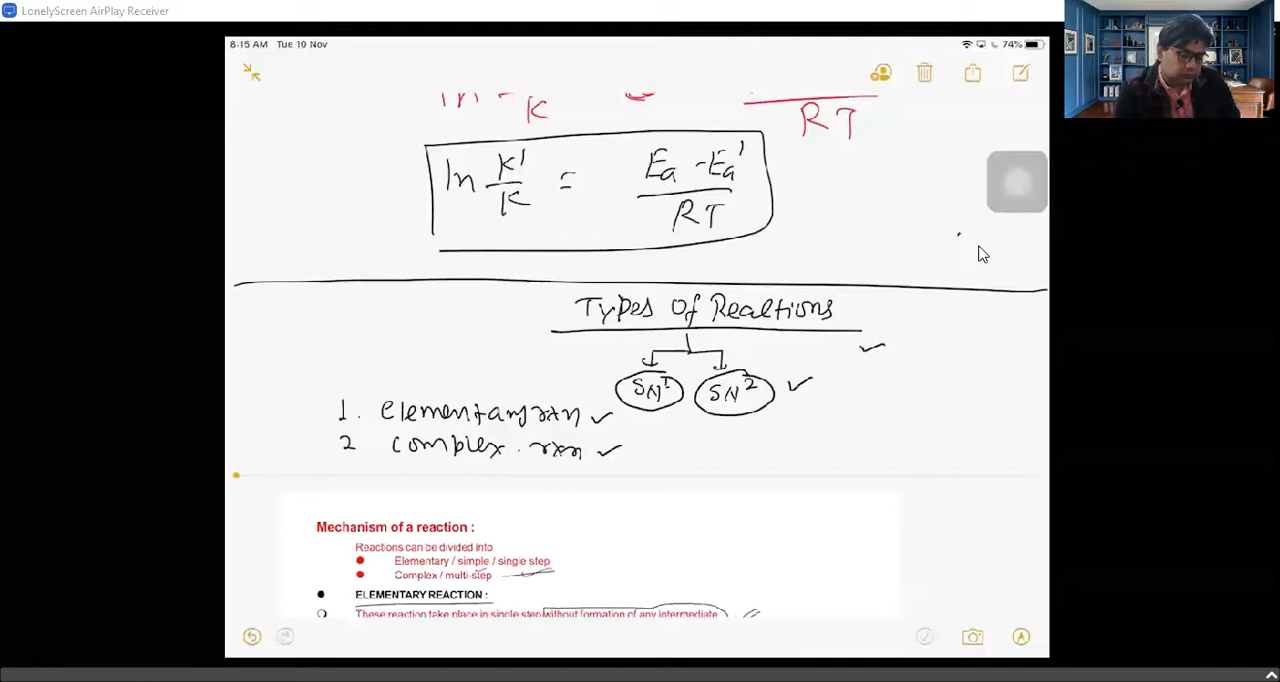 LonelyScreen AirPlay Receiver
8:15 AM Tue 10 Nov
74%
K
RT
ln K'/K = Ea - Ea' / RT
Types of Realtions
SN1 SN2
1. elementary rxn
2 complex. rxn
Mechanism of a reaction :
Reactions can be divided into
Elementary / simple / single step
Complex / multi-step
ELEMENTARY REACTION :
These reaction take place in single step without formation of any intermediate